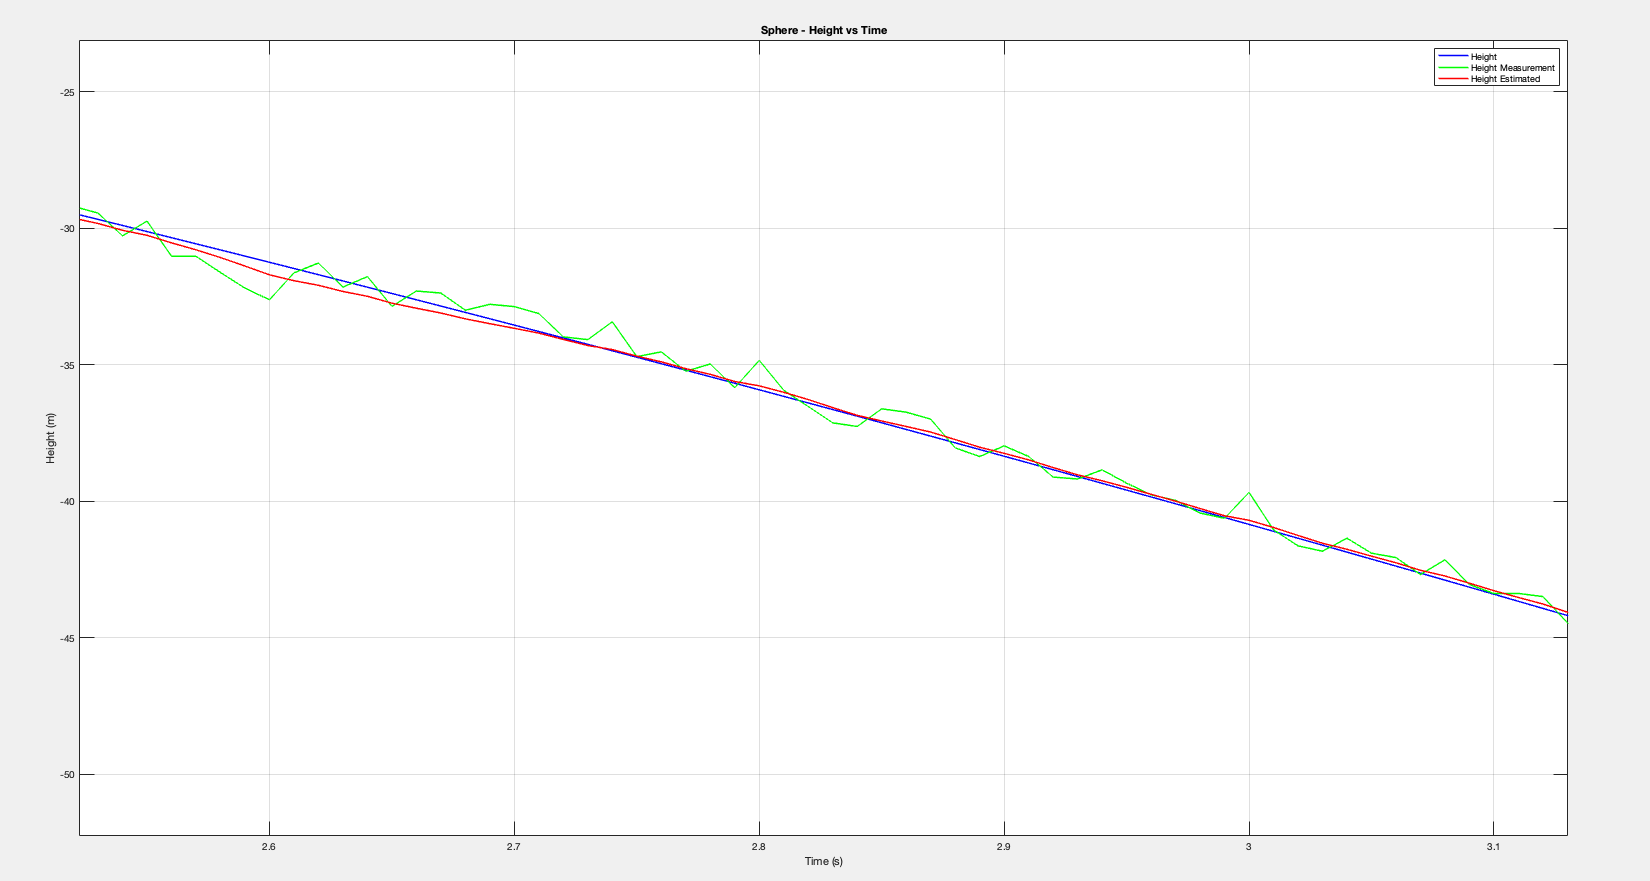 Sphere - Height vs Time
Height
Height Measurement
Height Estimated
-25
-30
-35
-40
-45
-50
Height (m)
2.6
2.7
2.8
2.9
3
3.1
Time (s)